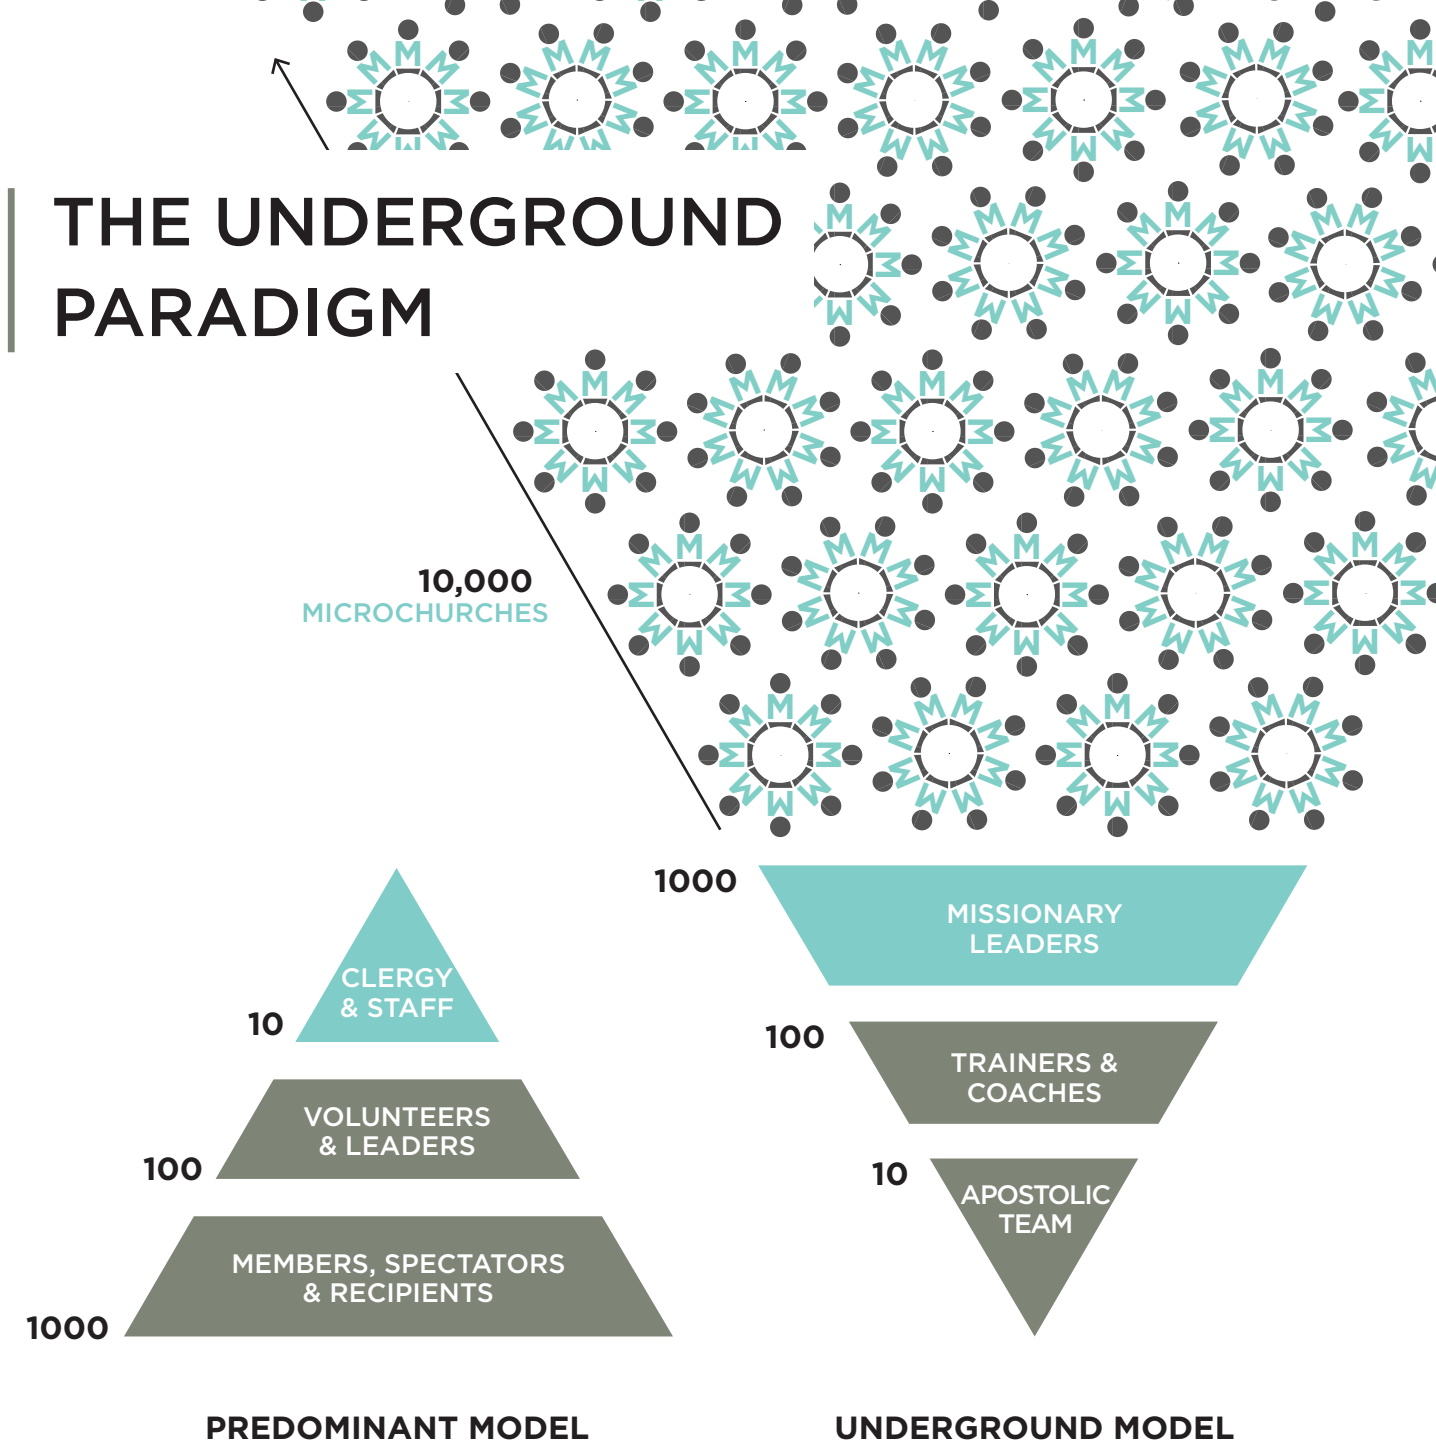 THE UNDERGROUND
PARADIGM
10,000
MICROCHURCHES
CLERGY
& STAFF
10
VOLUNTEERS
& LEADERS
100
MEMBERS, SPECTATORS
& RECIPIENTS
1000
PREDOMINANT MODEL
1000
MISSIONARY
LEADERS
100
TRAINERS &
COACHES
10
APOSTOLIC
TEAM
UNDERGROUND MODEL